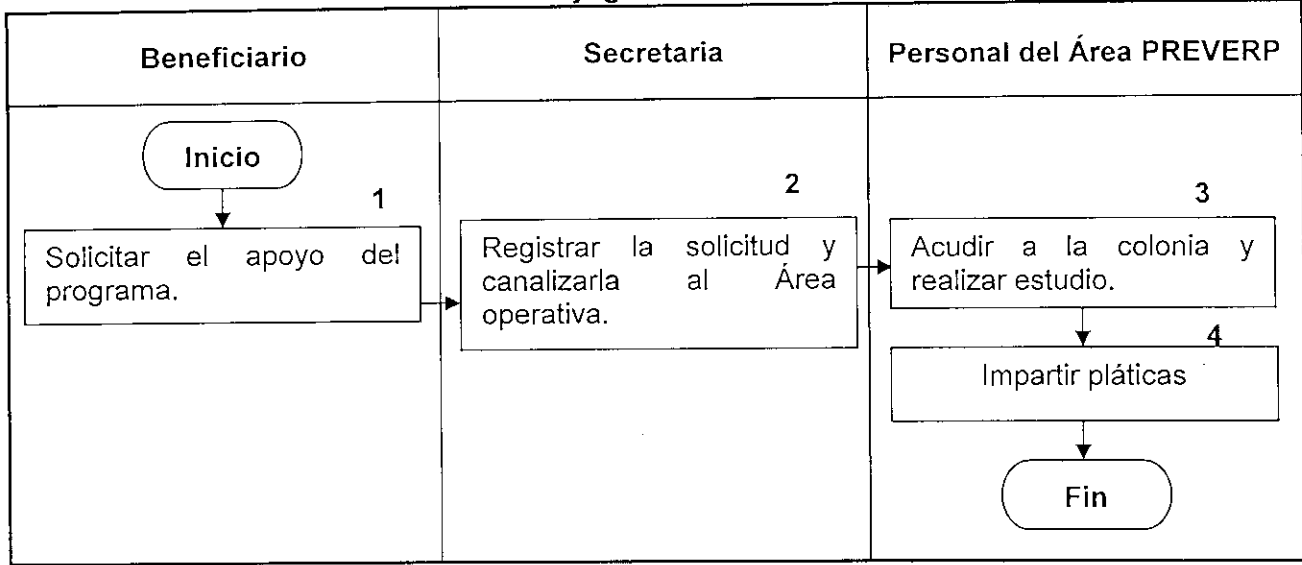 Beneficiario
Secretaria
Personal del Área PREVERP
Inicio
1
Solicitar el apoyo del
programa.
2
Registrar la solicitud y
canalizarla al Área
operativa.
3
Acudir a la colonia y
realizar estudio.
4
Impartir pláticas
Fin